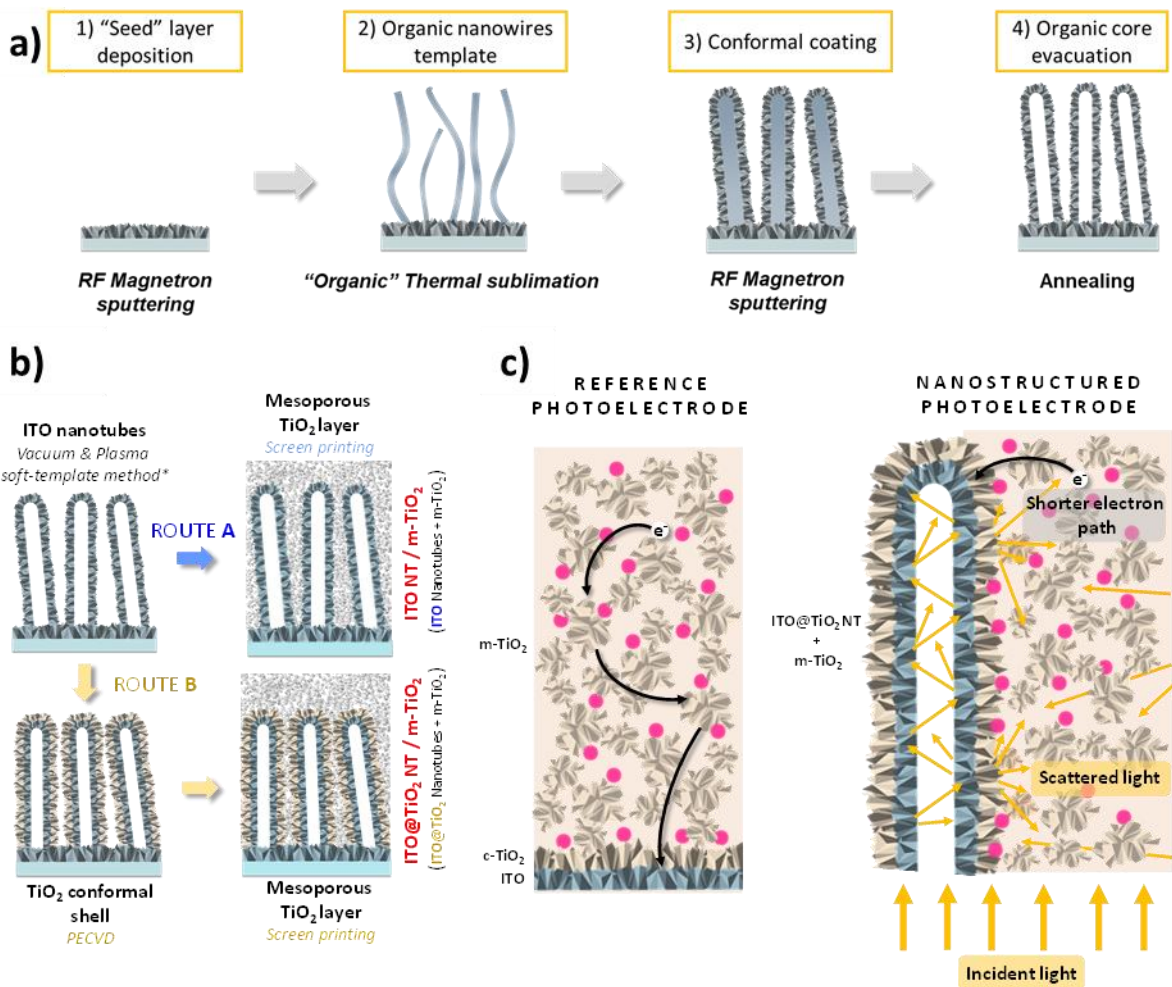 a)
1) “Seed” layer
deposition
2) Organic nanowires
template
3) Conformal coating
4) Organic core
evacuation
RF Magnetron
sputtering
“Organic” Thermal sublimation
RF Magnetron
sputtering
Annealing
b)
ITO nanotubes
Vacuum & Plasma
soft-template method*
ROUTE A
Mesoporous
TiO2 layer
Screen printing
ITO NT / m-TiO2
(ITO Nanotubes + m-TiO2)
ROUTE B
TiO2 conformal
shell
PECVD
ITO@TiO2 NT / m-TiO2
(ITO@TiO2 Nanotubes + m-TiO2)
Mesoporous
TiO2 layer
Screen printing
c)
REFERENCE
PHOTOELECTRODE
e-
m-TiO2
c-TiO2
ITO
NANOSTRUCTURED
PHOTOELECTRODE
e-
Shorter electron
path
ITO@TiO2 NT
+
m-TiO2
Scattered light
Incident light